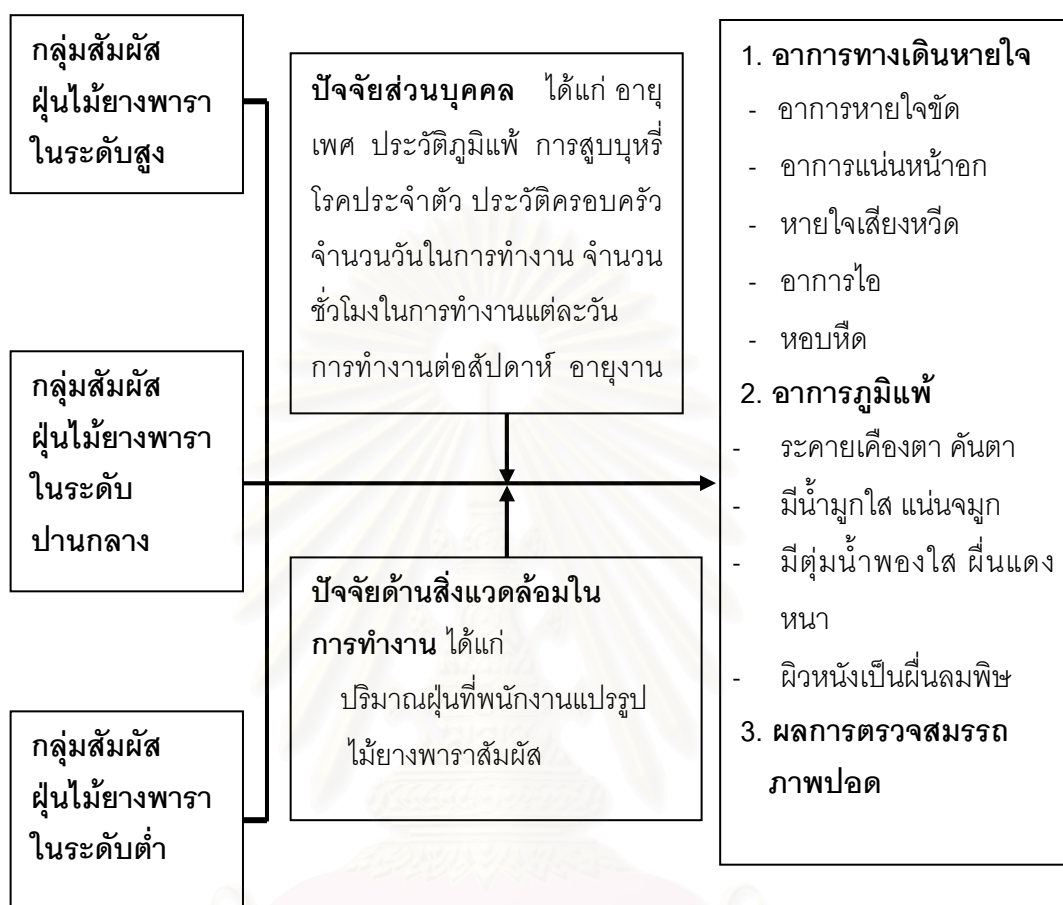 กลุ่มสัมผัส
ฝุ่นไม้ยางพารา
ในระดับสูง
กลุ่มสัมผัส
ฝุ่นไม้ยางพารา
ในระดับ
ปานกลาง
กลุ่มสัมผัส
ฝุ่นไม้ยางพารา
ในระดับต่ำ
ปัจจัยส่วนบุคคล ได้แก่ อายุ
เพศ ประวัติภูมิแพ้ การสูบบุหรี่
โรคประจำตัว ประวัติครอบครัว
จำนวนวันในการทำงาน จำนวน
ชั่วโมงในการทำงานแต่ละวัน
การทำงานต่อสัปดาห์ อายุงาน
ปัจจัยด้านสิ่งแวดล้อมใน
การทำงาน ได้แก่
ปริมาณฝุ่นที่พนักงานแปรรูป
ไม้ยางพาราสัมผัส
1. อาการทางเดินหายใจ
- อาการหายใจขัด
- อาการแน่นหน้าอก
- หายใจเสียงหวีด
- อาการไอ
- หอบหืด
2. อาการภูมิแพ้
- ระคายเคืองตา คันตา
- มีน้ำมูกใส แน่นจมูก
- มีตุ่มน้ำพองใส ผื่นแดง
หนา
- ผิวหนังเป็นผื่นลมพิษ
3. ผลการตรวจสมรรถ
ภาพปอด